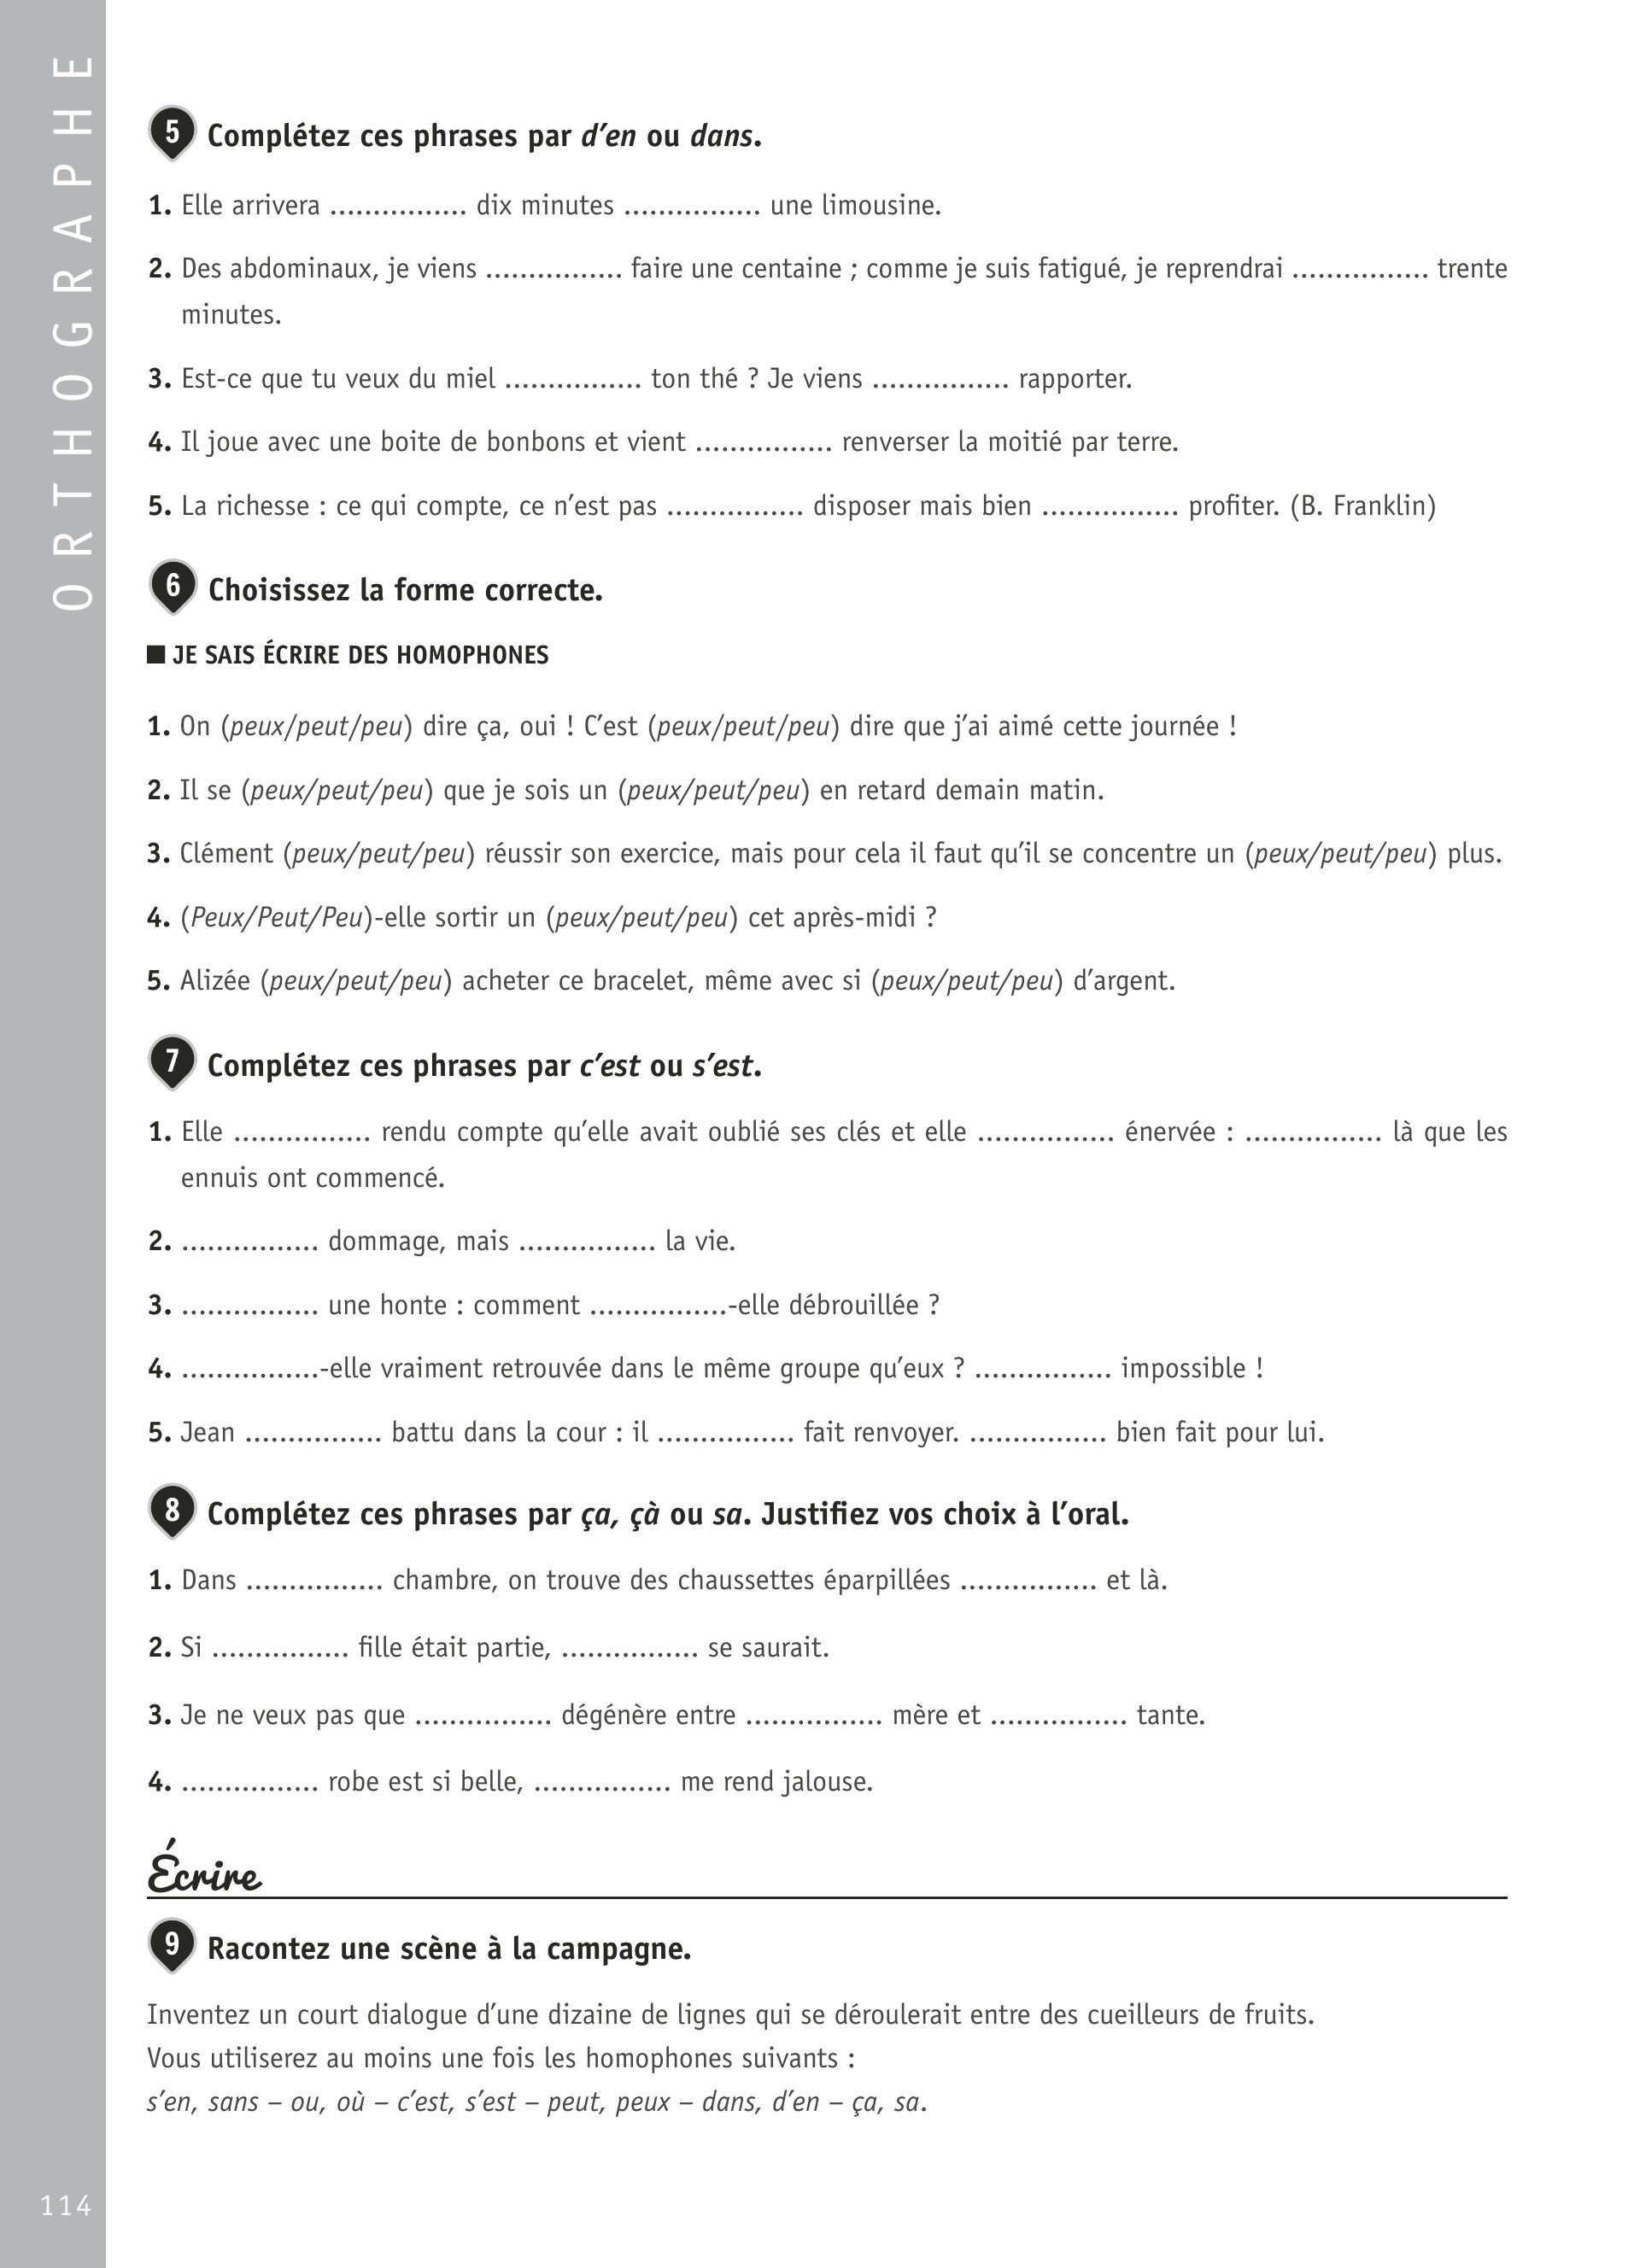 ORTHOGRAPHE
5 Complétez ces phrases par d’en ou dans.
1. Elle arrivera ................ dix minutes ................ une limousine.
2. Des abdominaux, je viens ................ faire une centaine ; comme je suis fatigué, je reprendrai ................ trente
minutes.
3. Est-ce que tu veux du miel ................ ton thé ? Je viens ................ rapporter.
4. Il joue avec une boite de bonbons et vient ................ renverser la moitié par terre.
5. La richesse : ce qui compte, ce n’est pas ................ disposer mais bien ................ profiter. (B. Franklin)
6 Choisissez la forme correcte.
■ JE SAIS ÉCRIRE DES HOMOPHONES
1. On (peux/peut/peu) dire ça, oui ! C’est (peux/peut/peu) dire que j’ai aimé cette journée !
2. Il se (peux/peut/peu) que je sois un (peux/peut/peu) en retard demain matin.
3. Clément (peux/peut/peu) réussir son exercice, mais pour cela il faut qu’il se concentre un (peux/peut/peu) plus.
4. (Peux/Peut/Peu)-elle sortir un (peux/peut/peu) cet après-midi ?
5. Alizée (peux/peut/peu) acheter ce bracelet, même avec si (peux/peut/peu) d’argent.
7 Complétez ces phrases par c’est ou s’est.
1. Elle ................ rendu compte qu’elle avait oublié ses clés et elle ................ énervée : ................ là que les
ennuis ont commencé.
2. ................ dommage, mais ................ la vie.
3. ................ une honte : comment ................-elle débrouillée ?
4. ................-elle vraiment retrouvée dans le même groupe qu’eux ? ................ impossible !
5. Jean ................ battu dans la cour : il ................ fait renvoyer. ................ bien fait pour lui.
8 Complétez ces phrases par ça, çà ou sa. Justifiez vos choix à l’oral.
1. Dans ................ chambre, on trouve des chaussettes éparpillées ................ et là.
2. Si ................ fille était partie, ................ se saurait.
3. Je ne veux pas que ................ dégénère entre ................ mère et ................ tante.
4. ................ robe est si belle, ................ me rend jalouse.
Écrire
9 Racontez une scène à la campagne.
Inventez un court dialogue d’une dizaine de lignes qui se déroulerait entre des cueilleurs de fruits.
Vous utiliserez au moins une fois les homophones suivants :
s’en, sans – ou, où – c’est, s’est – peut, peux – dans, d’en – ça, sa.
114